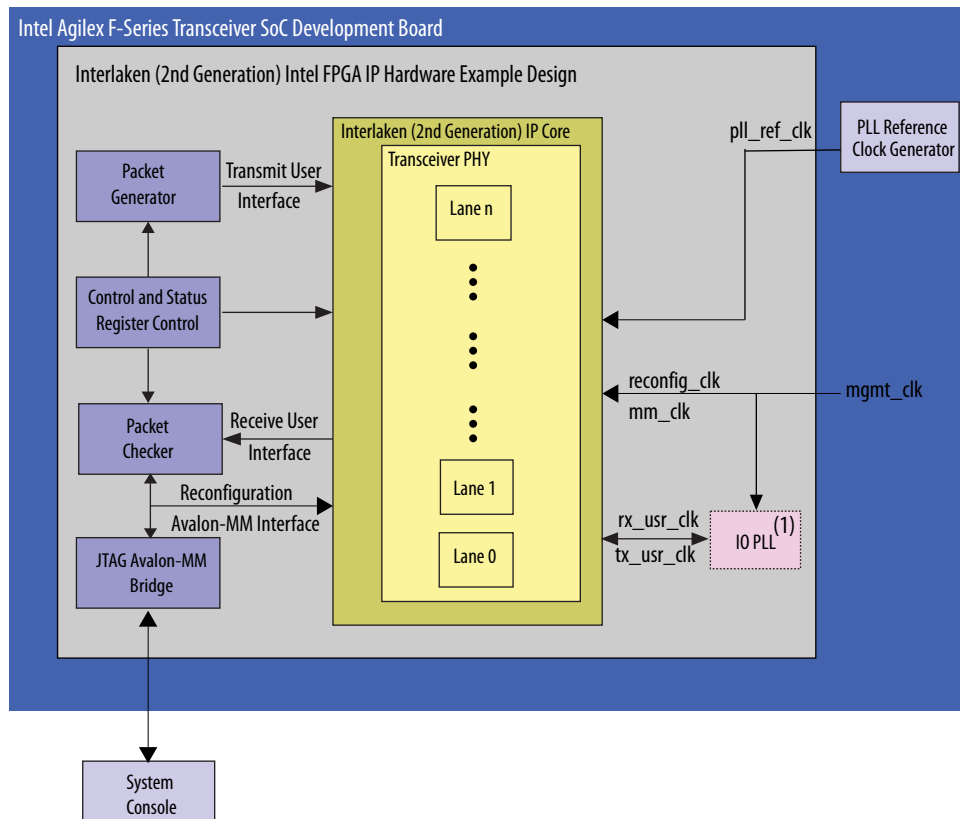 Intel Agilex F-Series Transceiver SoC Development Board
Interlaken (2nd Generation) Intel FPGA IP Hardware Example Design
Interlaken (2nd Generation) IP Core
Transceiver PHY
Packet
Generator
Transmit User
Interface
Lane n
pll_ref_clk
PLL Reference
Clock Generator
Control and Status
Register Control
reconfig_clk
mm_clk
mgmt_clk
Packet
Checker
Receive User
Interface
Lane 1
Reconfiguration
Avalon-MM Interface
rx_usr_clk
tx_usr_clk
IO PLL (1)
Lane 0
JTAG Avalon-MM
Bridge
System
Console